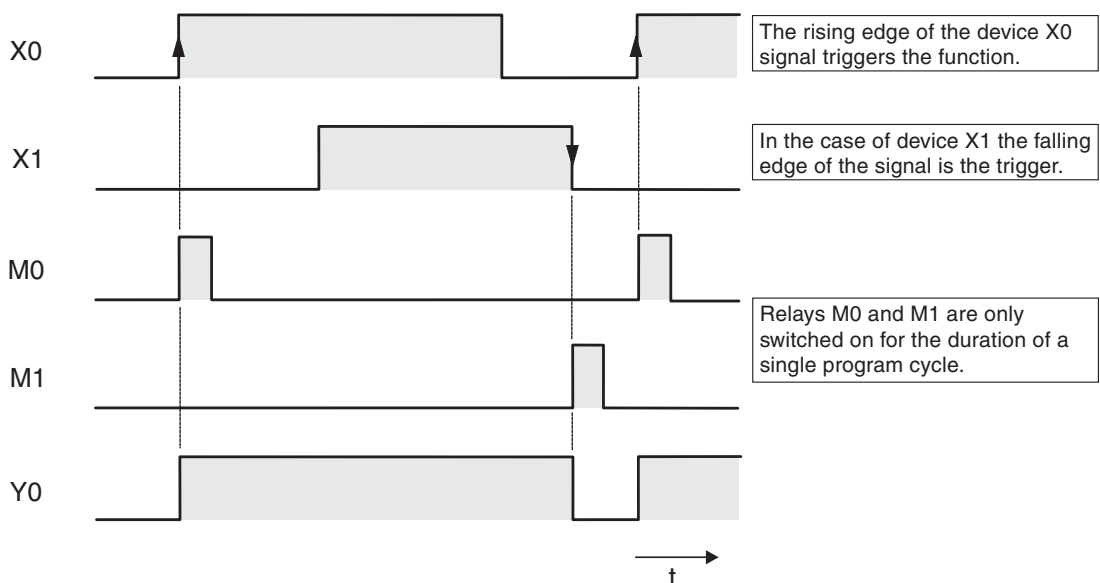 X0
The rising edge of the device X0
signal triggers the function.
X1
In the case of device X1 the falling
edge of the signal is the trigger.
M0
Relays M0 and M1 are only
switched on for the duration of a
single program cycle.
M1
Y0
t